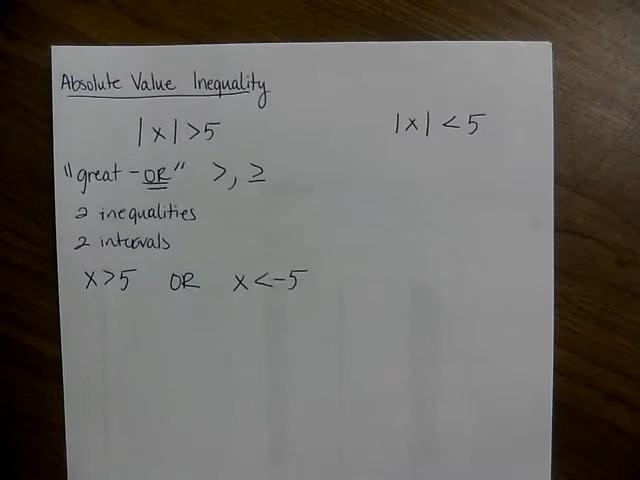 Absolute Value Inequality
|x| > 5
"great-OR" >, ≥
2 inequalities
2 intervals
x > 5 OR x < -5
|x| < 5